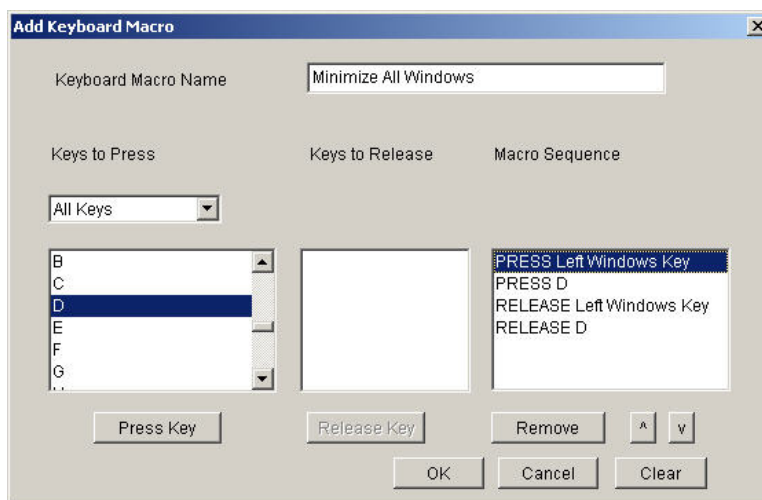 Add Keyboard Macro
Keyboard Macro Name
Minimize All Windows
Keys to Press
Keys to Release
Macro Sequence
All Keys
B
C
D
E
F
G
PRESS Left Windows Key
PRESS D
RELEASE Left Windows Key
RELEASE D
Press Key
Release Key
Remove
^
v
OK
Cancel
Clear